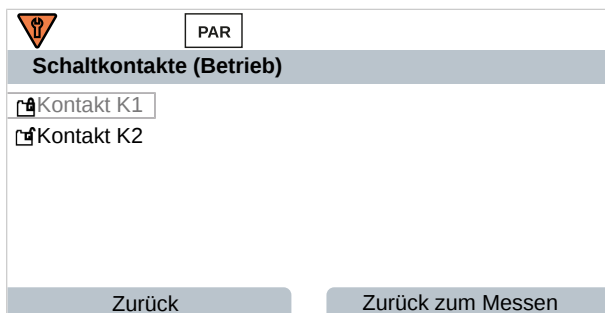 PAR
Schaltkontakte (Betrieb)
Kontakt K1
Kontakt K2
Zurück Zurück zum Messen